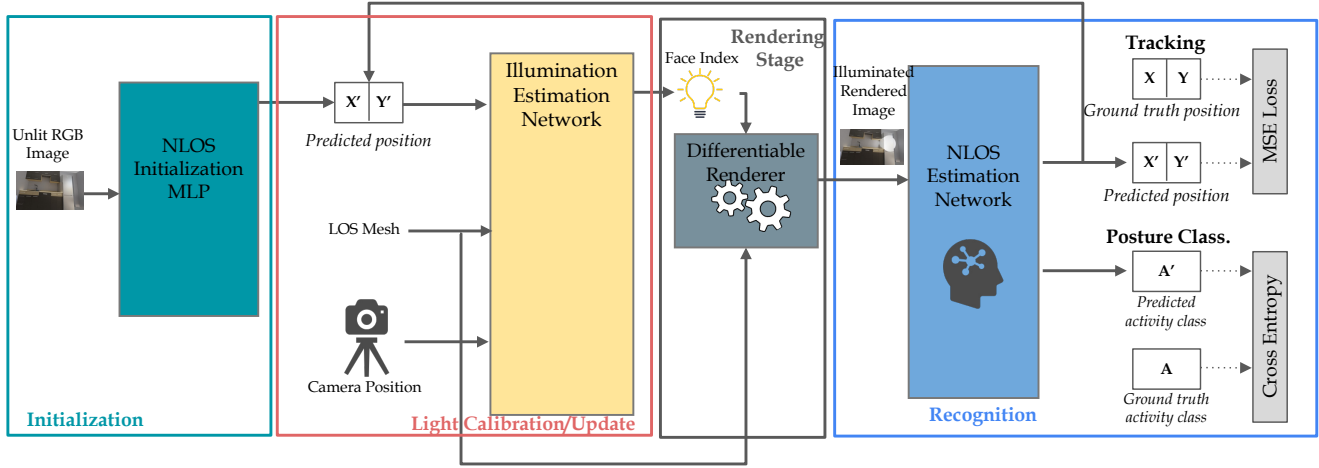 Unlit RGB
Image
NLOS
Initialization
MLP
Initialization
X' Y'
Predicted position
LOS Mesh
Camera Position
Illumination
Estimation
Network
Light Calibration/Update
Rendering
Stage
Face Index
Differentiable
Renderer
Illuminated
Rendered
Image
NLOS
Estimation
Network
Recognition
Tracking
X Y
Ground truth position
X' Y'
Predicted position
MSE Loss
Posture Class.
A'
Predicted
activity class
A
Ground truth
activity class
Cross Entropy